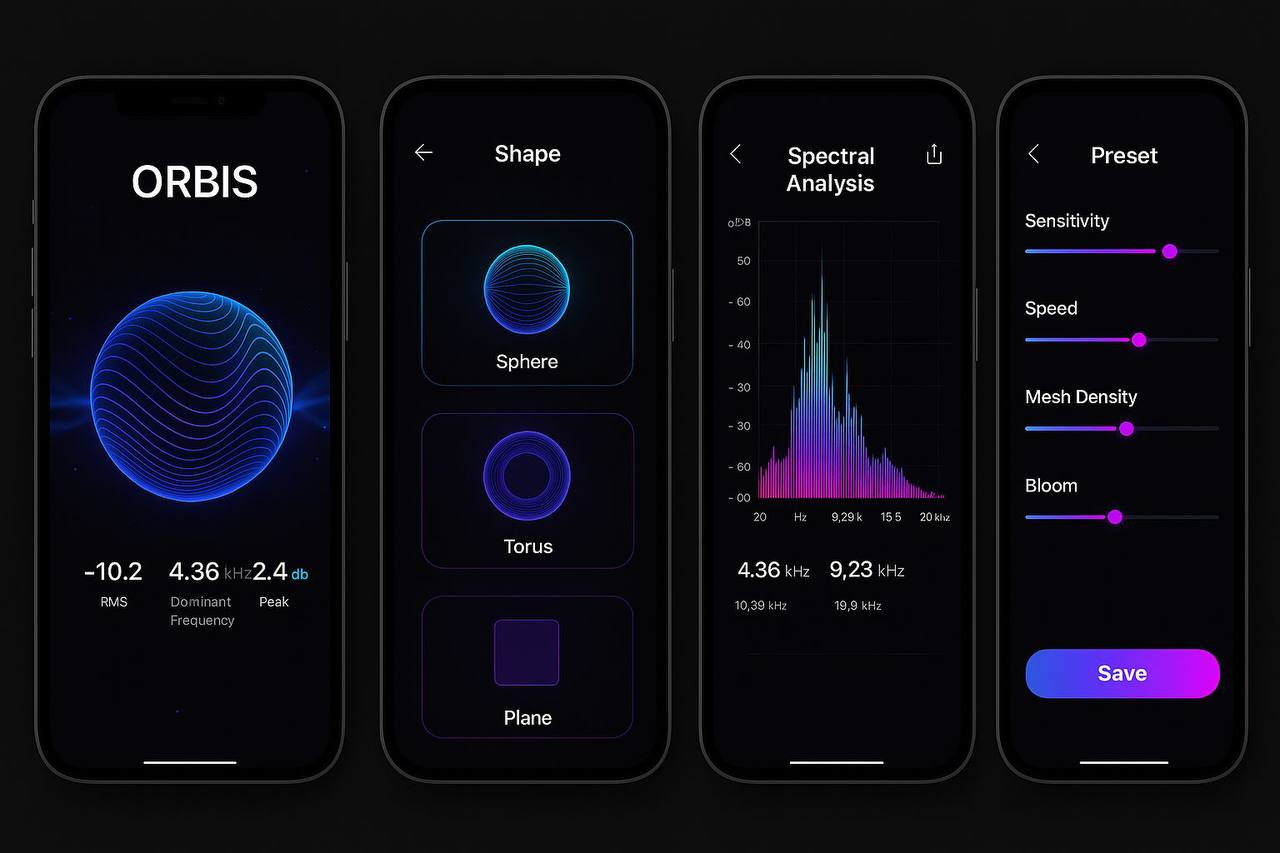 ORBIS
-10.2
4.36 kHz
2.4 db
RMS
Dominant
Frequency
Peak
Shape
Sphere
Torus
Plane
Spectral
Analysis
50
- 60
- 40
- 30
- 30
- 60
- 00
20
Hz
9,29 k
15 5
20 khz
4.36 kHz
9,23 kHz
10,39 kHz
19,9 kHz
Preset
Sensitivity
Speed
Mesh Density
Bloom
Save